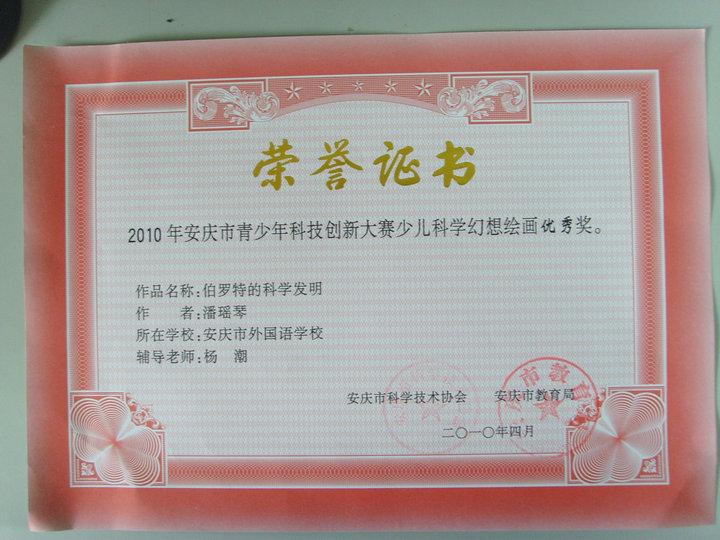 荣誉证书
2010年安庆市青少年科技创新大赛少儿科学幻想绘画优秀奖。
作品名称:伯罗特的科学发明
作　者:潘瑶琴
所在学校:安庆市外国语学校
辅导老师:杨　潮
安庆市科学技术协会　安庆市教育局
二〇一〇年四月